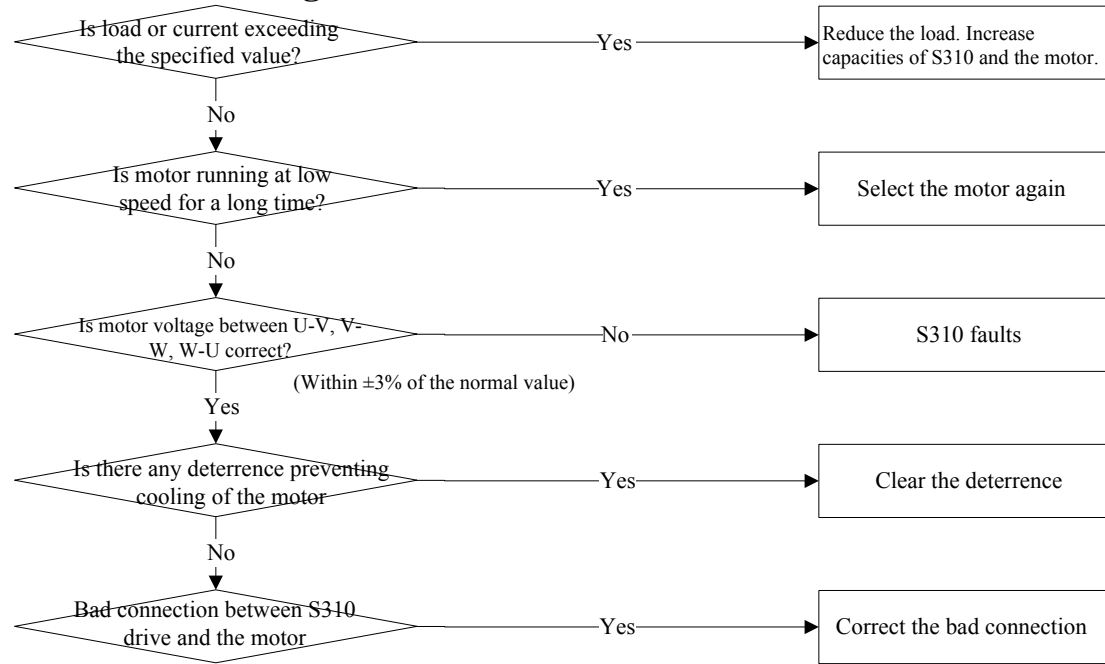 Is load or current exceeding
the specified value?
Yes
Reduce the load. Increase
capacities of S310 and the motor.
No
Is motor running at low
speed for a long time?
Yes
Select the motor again
No
Is motor voltage between U-V, V-
W, W-U correct?
No
S310 faults
(Within ±3% of the normal value)
Yes
Is there any deterrence preventing
cooling of the motor
Yes
Clear the deterrence
No
Bad connection between S310
drive and the motor
Yes
Correct the bad connection